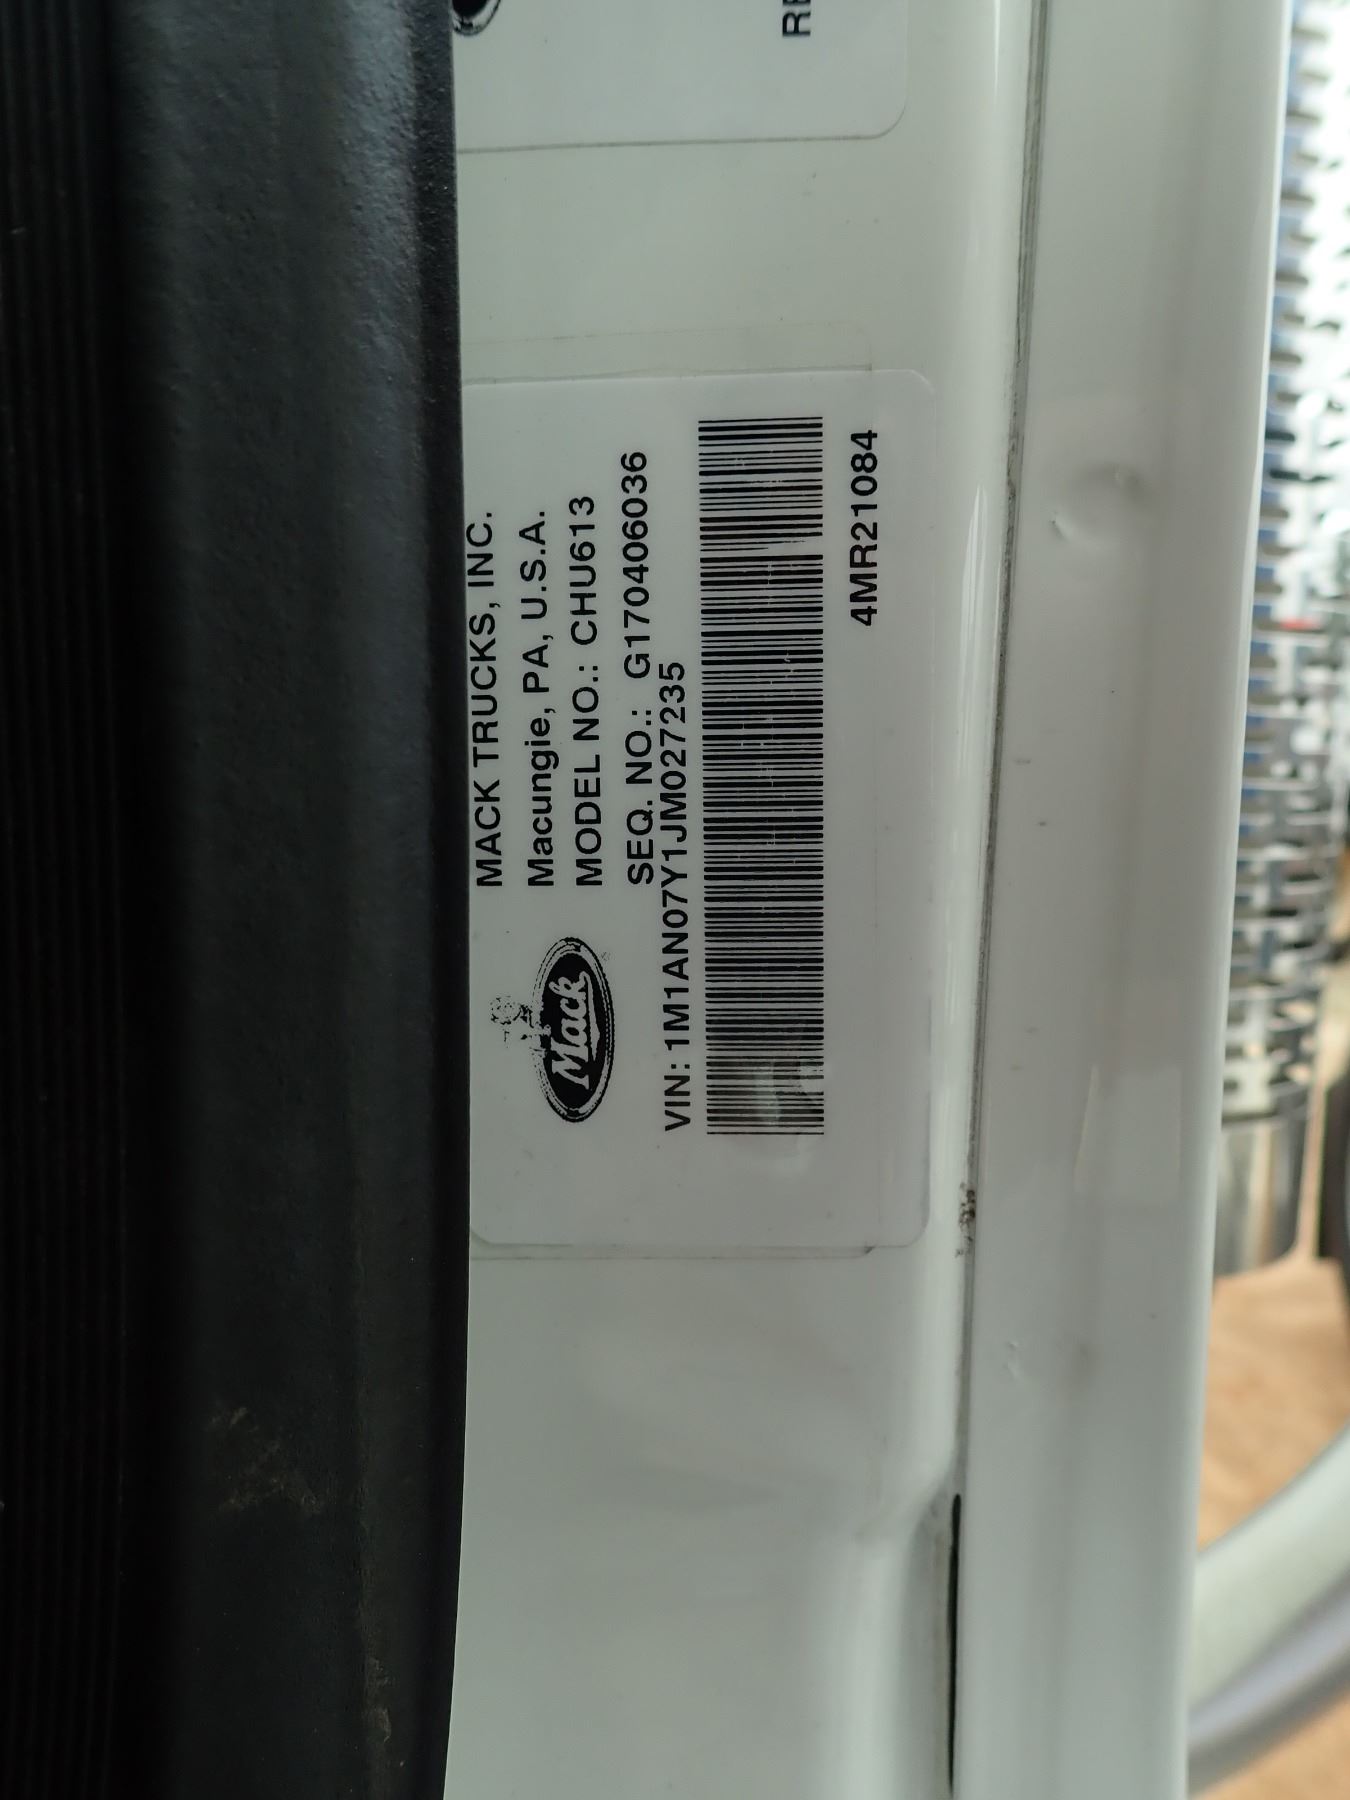 MACK TRUCKS, INC.
Macungie, PA, U.S.A.
MODEL NO.: CHU613
SEQ. NO.: G170406036
Mack
VIN: 1M1AN07Y1JM027235
4MR21084